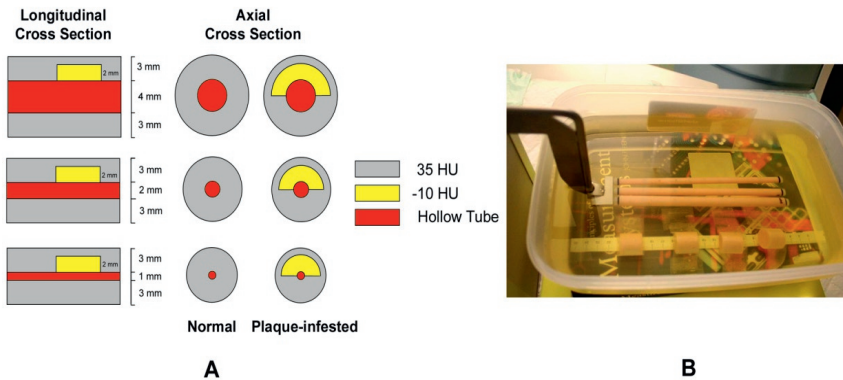 Longitudinal
Cross Section
Axial
Cross Section
3 mm
2 mm
4 mm
3 mm
3 mm
2 mm
2 mm
3 mm
3 mm
2 mm
1 mm
3 mm
35 HU
-10 HU
Hollow Tube
Normal
Plaque-infested
A
Measurement
B